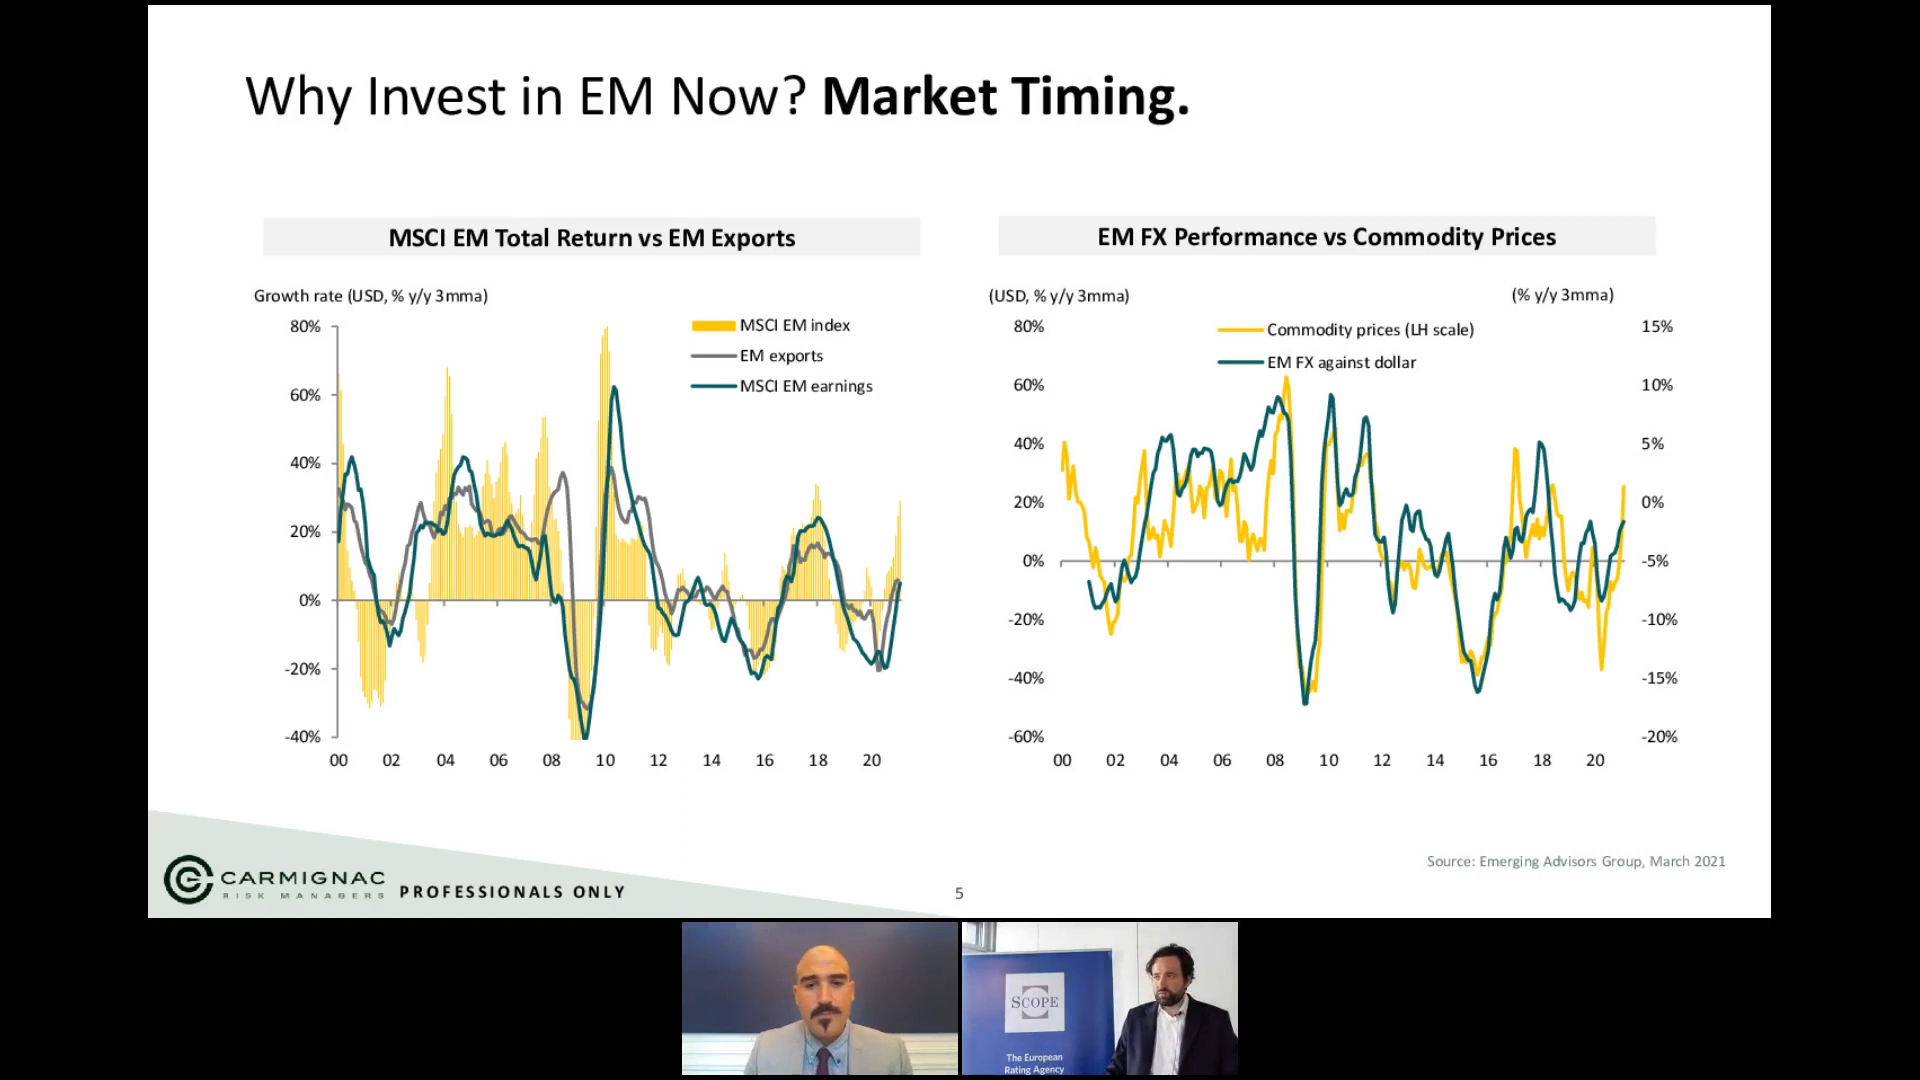 Why Invest in EM Now? Market Timing.
MSCI EM Total Return vs EM Exports
Growth rate (USD, % y/y 3mma)
80%
60%
40%
20%
0%
-20%
-40%
MSCI EM index
EM exports
MSCI EM earnings
00 02 04 06 08 10 12 14 16 18 20
EM FX Performance vs Commodity Prices
(USD, % y/y 3mma)
(% y/y 3mma)
80%
60%
40%
20%
0%
-20%
-40%
-60%
Commodity prices (LH scale)
EM FX against dollar
15%
10%
5%
0%
-5%
-10%
-15%
-20%
00 02 04 06 08 10 12 14 16 18 20
Source: Emerging Advisors Group, March 2021
CARMIGNAC
RISK MANAGERS
PROFESSIONALS ONLY
5
SCOPE
The European
Rating Agency